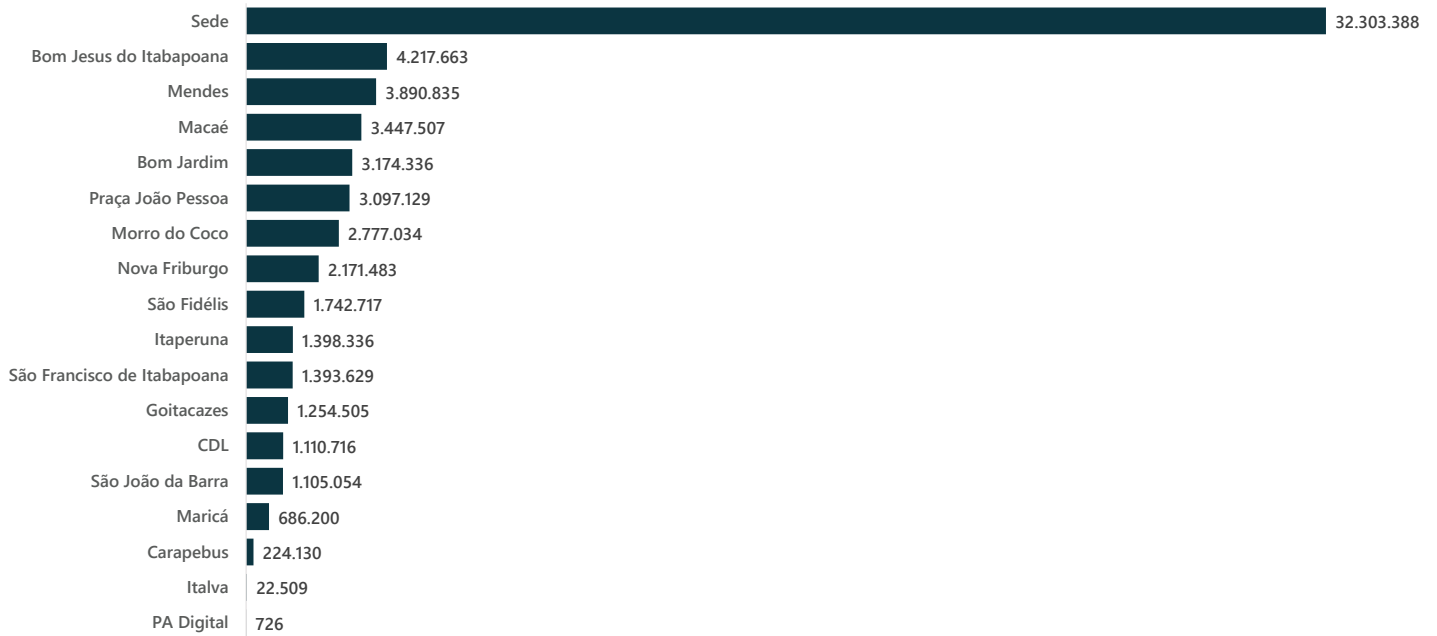 Sede 32.303.388
Bom Jesus do Itabapoana 4.217.663
Mendes 3.890.835
Macaé 3.447.507
Bom Jardim 3.174.336
Praça João Pessoa 3.097.129
Morro do Coco 2.777.034
Nova Friburgo 2.171.483
São Fidélis 1.742.717
Itaperuna 1.398.336
São Francisco de Itabapoana 1.393.629
Goitacazes 1.254.505
CDL 1.110.716
São João da Barra 1.105.054
Maricá 686.200
Carapebus 224.130
Italva 22.509
PA Digital 726